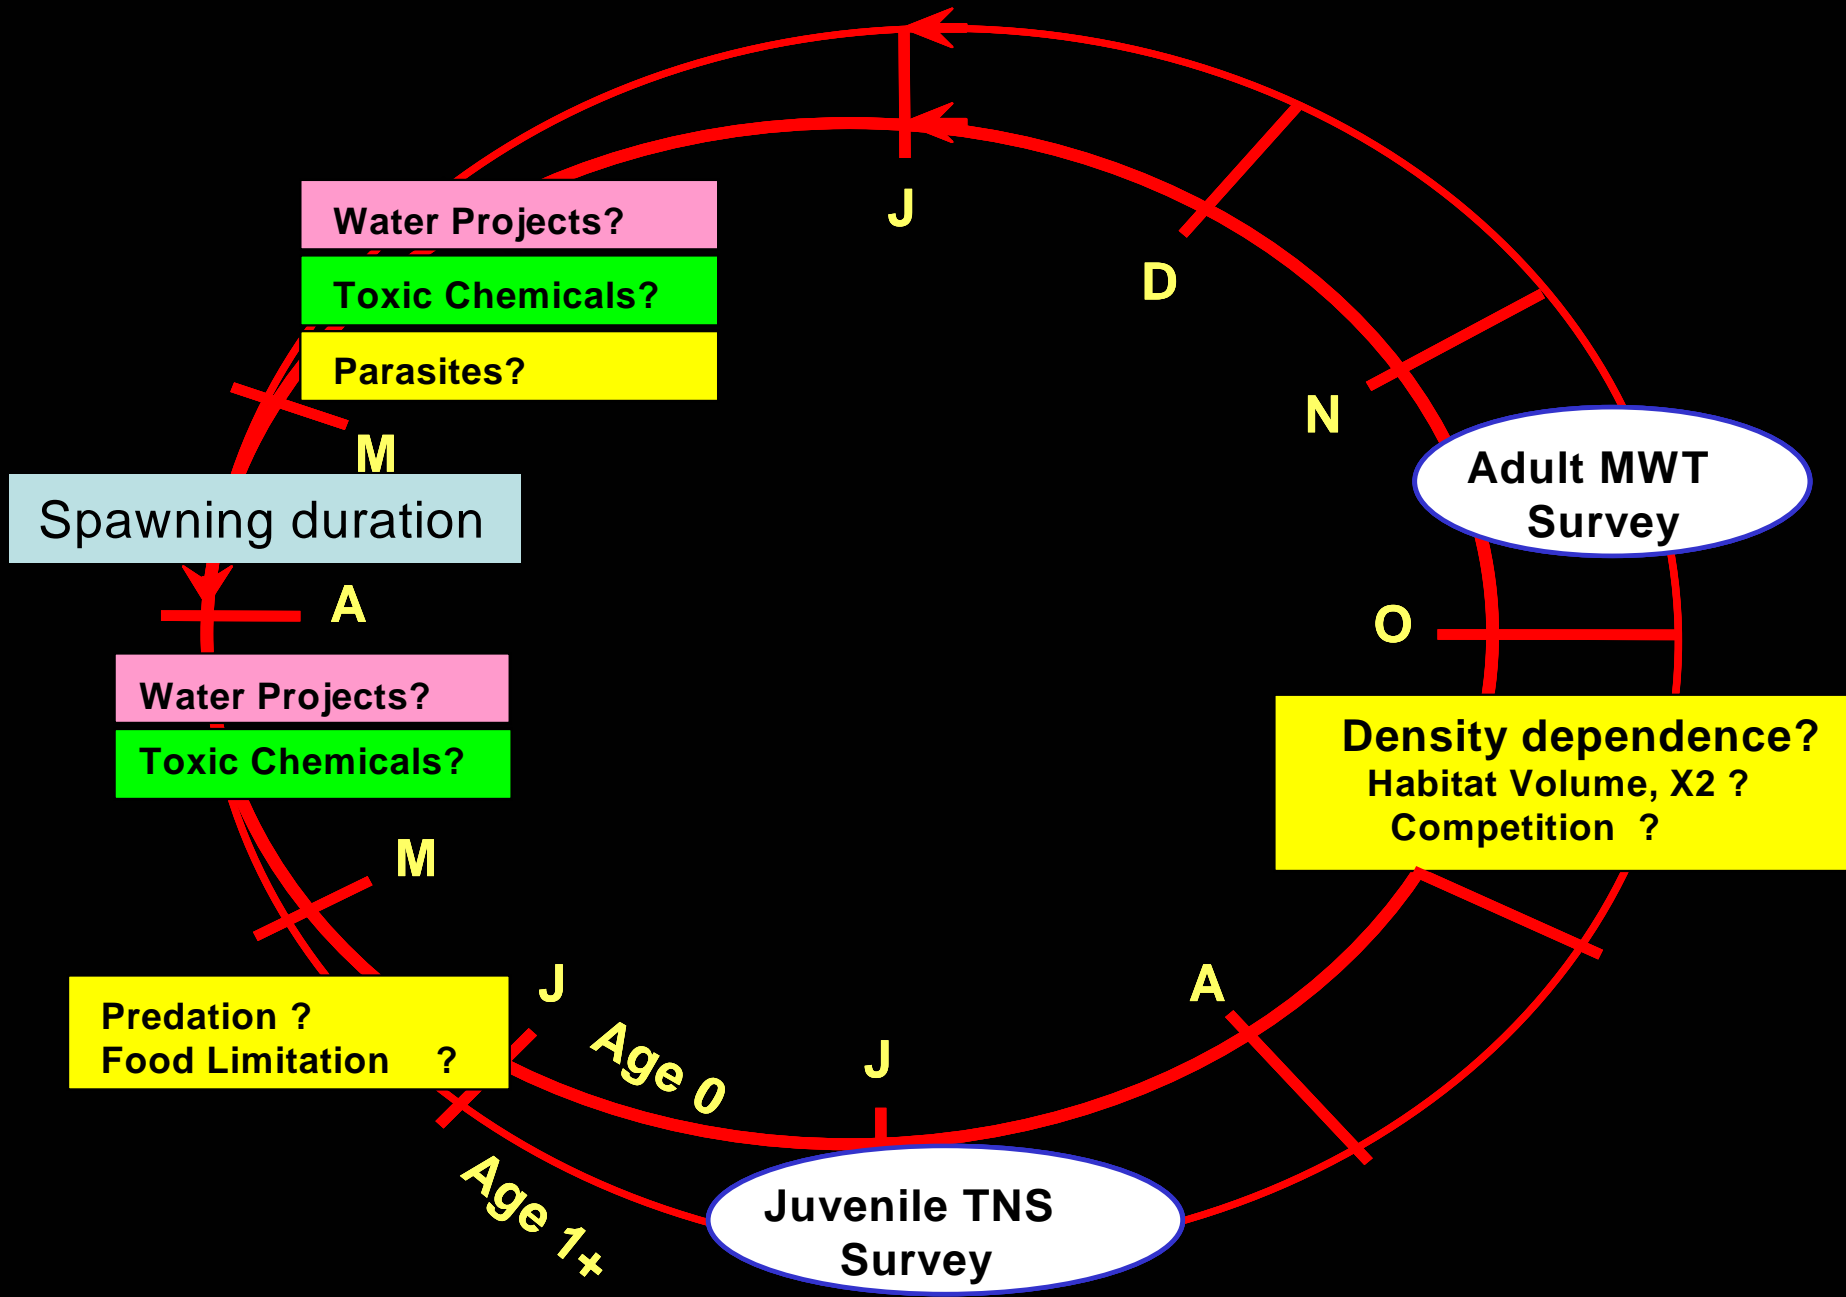 J
Water Projects?
D
Toxic Chemicals?
Parasites?
N
M
Adult MWT
Survey
Spawning duration
A
O
Water Projects?
Toxic Chemicals?
Density dependence?
Habitat Volume, X2 ?
Competition ?
M
J
A
Predation ?
Food Limitation ?
Age 0
J
Age 1+
Juvenile TNS
Survey